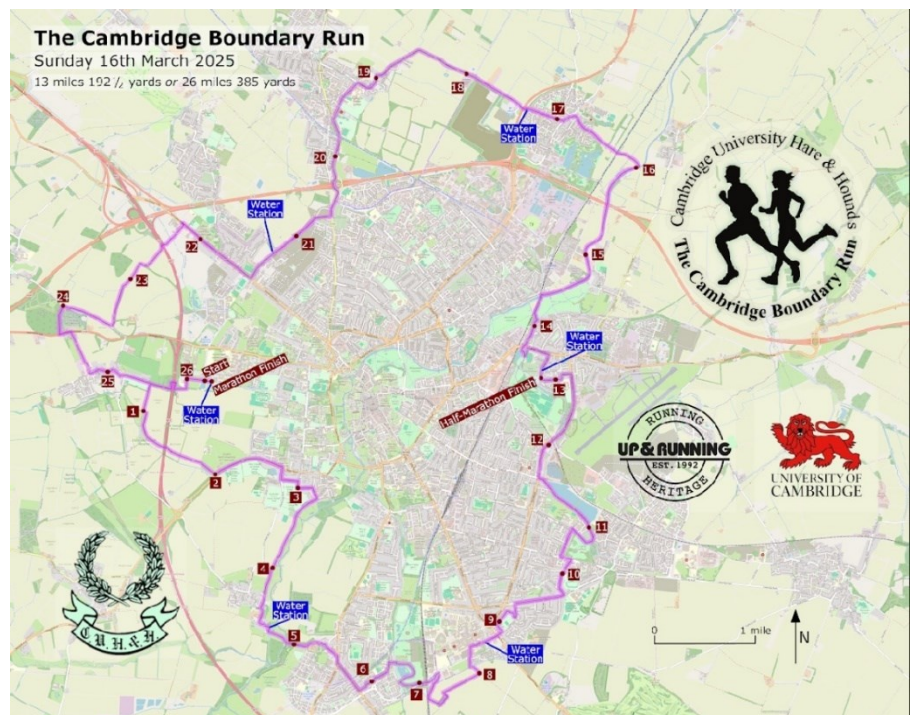 The Cambridge Boundary Run
Sunday 16th March 2025
13 miles 192 ½ yards or 26 miles 385 yards
19
18
17
Water
Station
16
20
Water
Station
21
22
15
23
24
14
Water
Station
25
26
Start
Marathon Finish
Water
Station
13
Half-Marathon Finish
1
12
2
3
11
4
10
Water
Station
9
5
Water
Station
6
7
8
Cambridge University Hare & Hounds
The Cambridge Boundary Run
RUNNING
UP&RUNNING
EST. 1992
HERITAGE
UNIVERSITY OF
CAMBRIDGE
C.U.H.&H.
0
1 mile
N